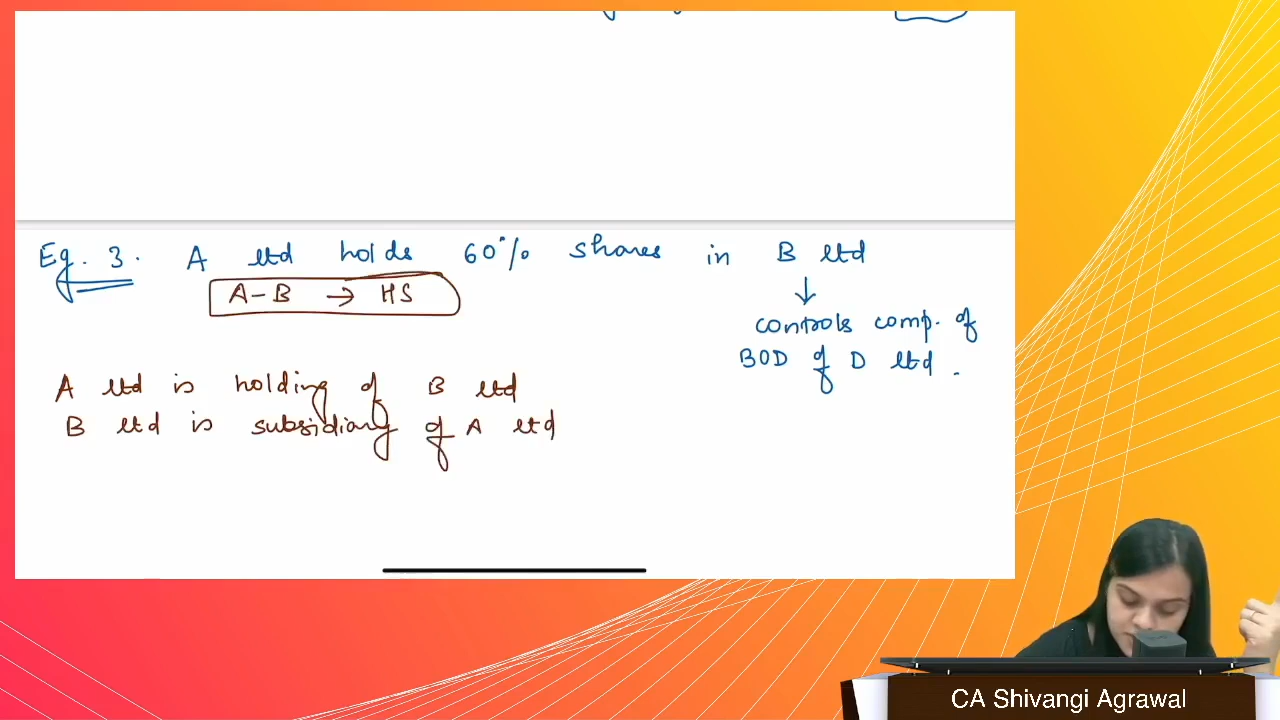 Eg. 3. A ltd holds 60% shares in B ltd
A-B → HS
↓
controls comp. of
BOD of D ltd.
A ltd is holding of B ltd
B ltd is subsidiary of A ltd
CA Shivangi Agrawal